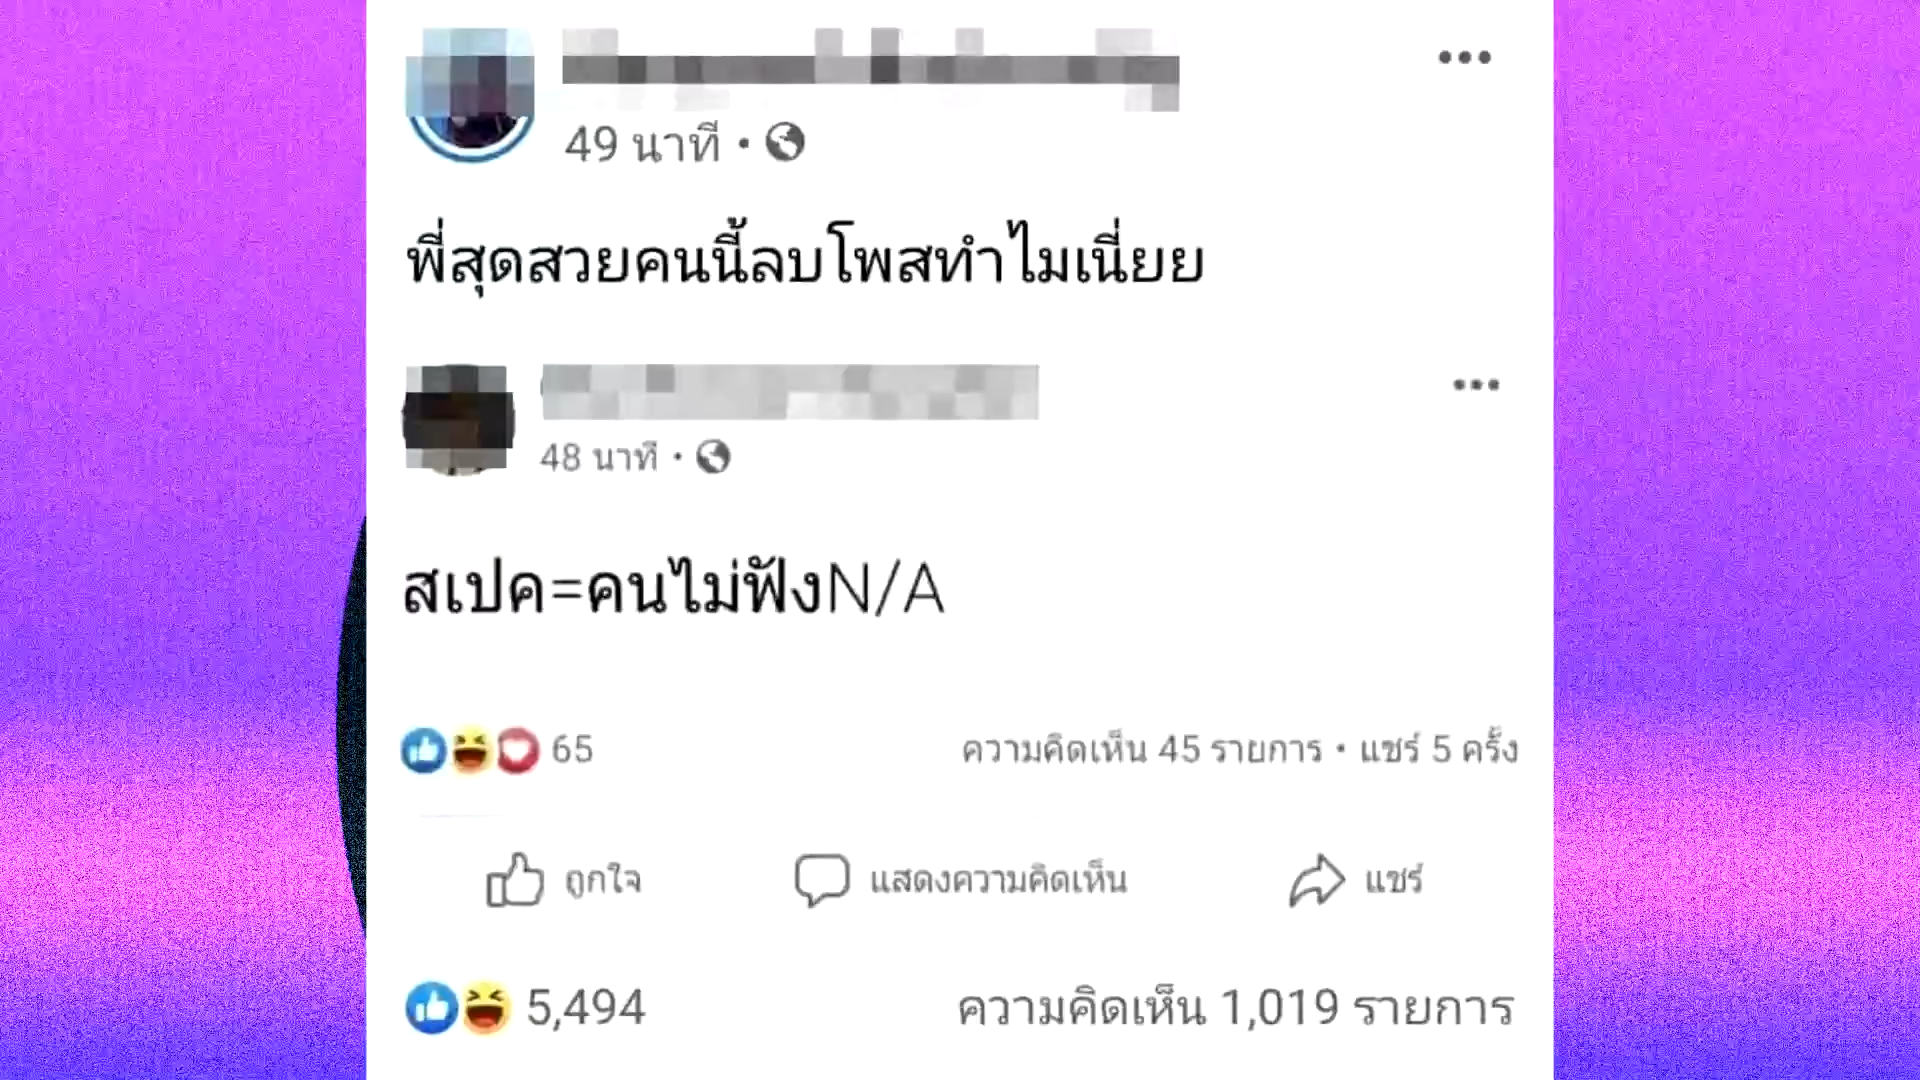 49 นาที •
พี่สุดสวยคนนี้ลบโพสทำไมเนี่ยย
48 นาที •
สเปค=คนไม่ฟังN/A
65 ความคิดเห็น 45 รายการ • แชร์ 5 ครั้ง
ถูกใจ แสดงความคิดเห็น แชร์
5,494 ความคิดเห็น 1,019 รายการ